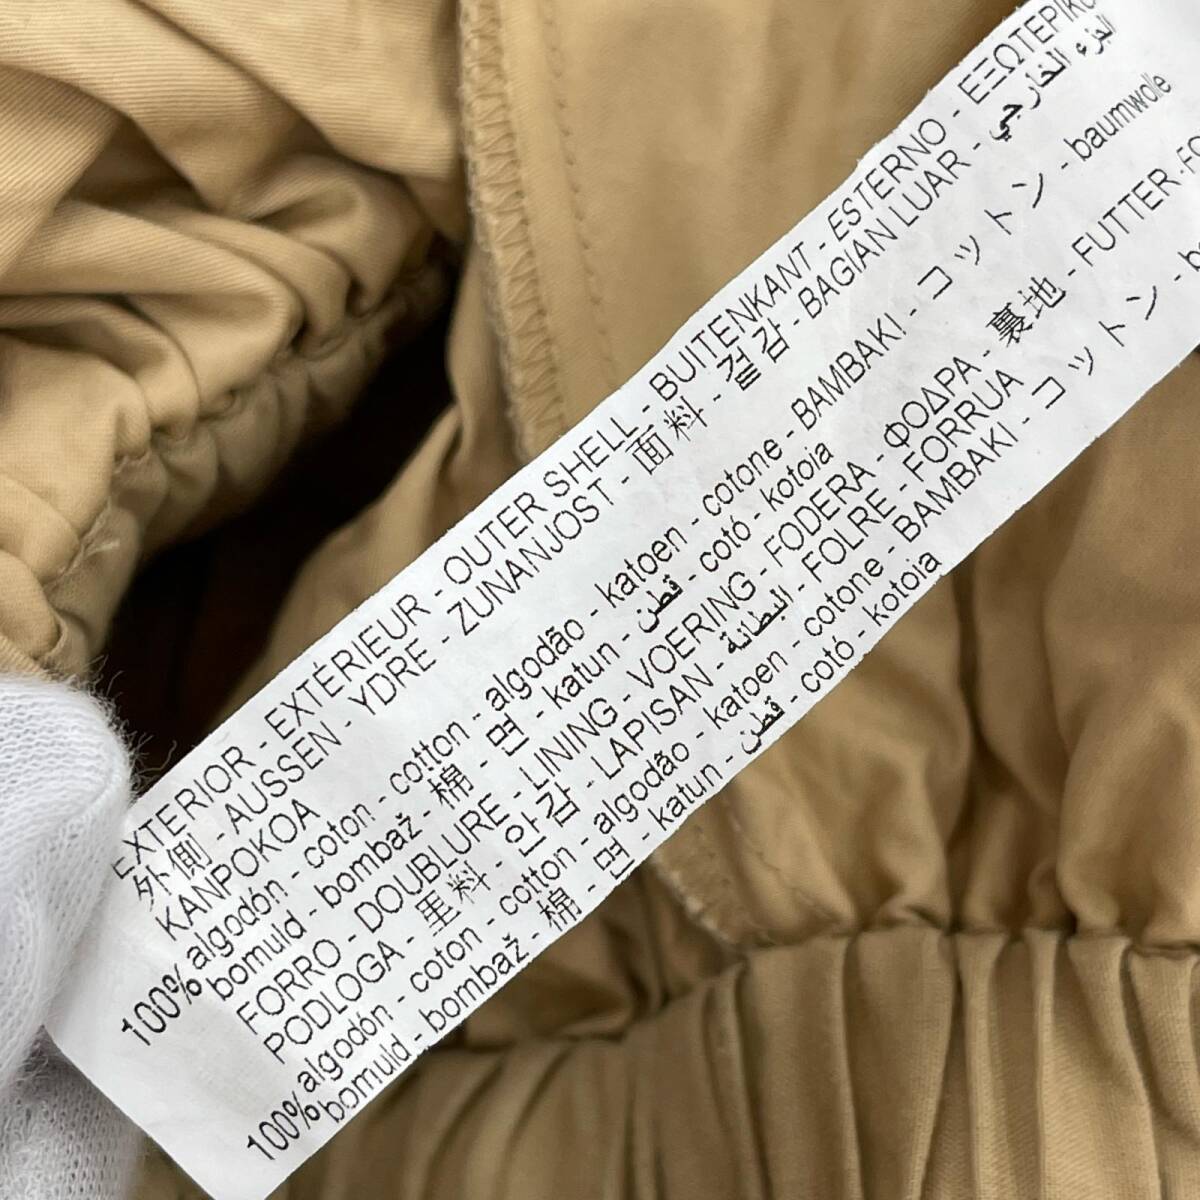 EXTERIOR - EXTÉRIEUR - OUTER SHELL - BUITENKANT - ESTERNO - ΕΞΩΤΕΡΙΚΟ
外側 - AUSSEN - YDRE - ZUNANJOST - 面料 - 겉감 - BAGIAN LUAR - الجزء الخارجي
KANPOKOA
100% algodón - coton - cotton - algodão - katoen - cotone - BAMBAKI - コットン - baumwolle
bomuld - bombaž - 棉 - 면 - katun - قطن - cotó - kotoia
FORRO - DOUBLURE - LINING - VOERING - FODERA - ΦΟΔΡΑ - 裏地 - FUTTER - FO
PODLOGA - 里料 - 안감 - LAPISAN - البطانة - FOLRE - FORRUA
100% algodón - coton - cotton - algodão - katoen - cotone - BAMBAKI - コットン - b
bomuld - bombaž - 棉 - 면 - katun - قطن - cotó - kotoia